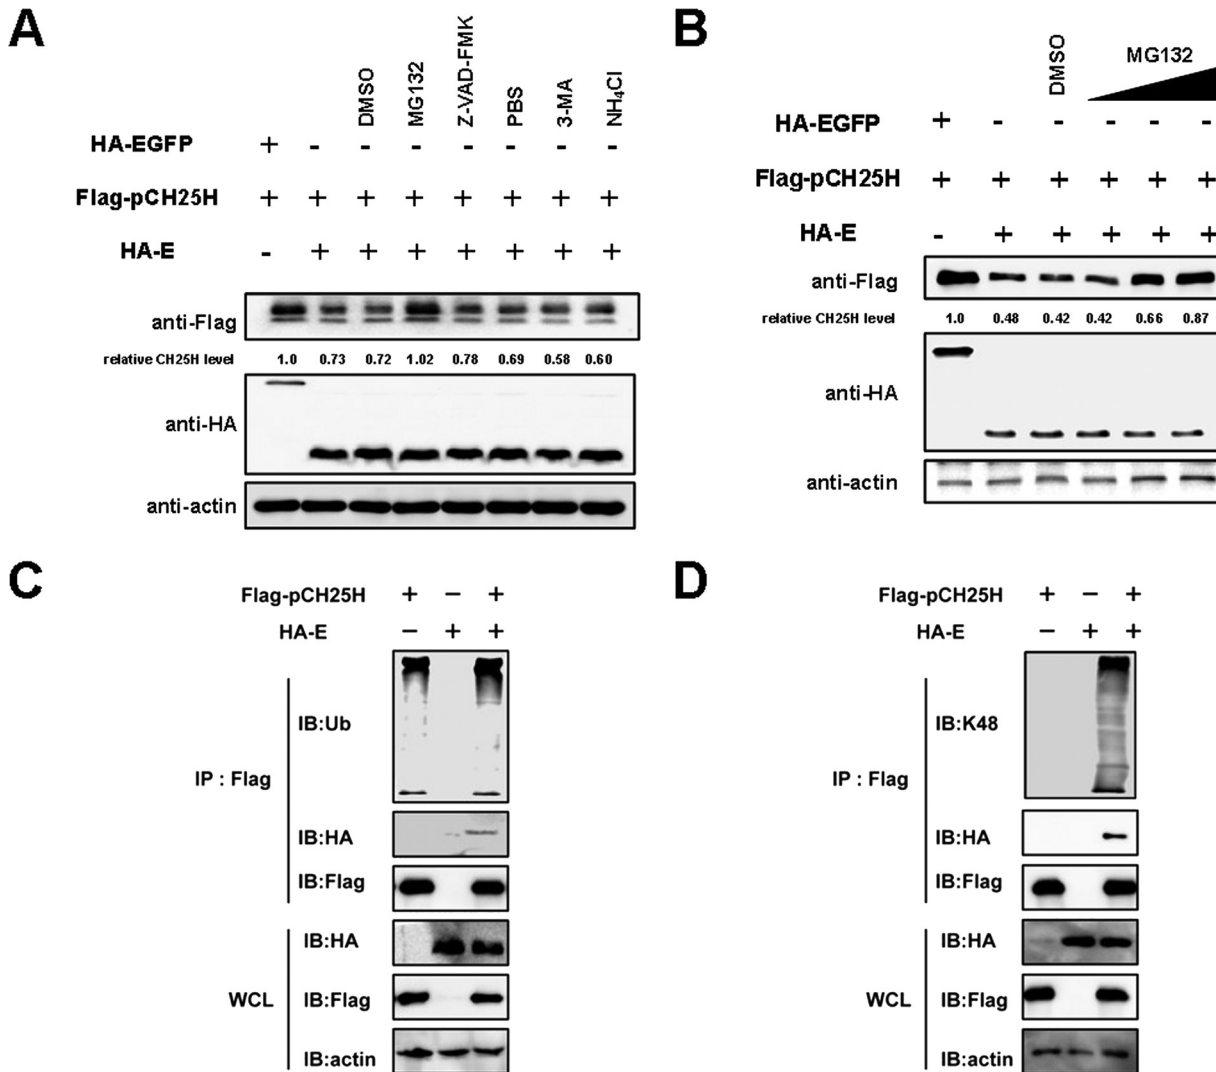 A
DMSO
MG132
Z-VAD-FMK
PBS
3-MA
NH₄Cl
HA-EGFP + - - - - - - -
Flag-pCH25H + + + + + + + +
HA-E - + + + + + + +
anti-Flag
relative CH25H level 1.0 0.73 0.72 1.02 0.78 0.69 0.58 0.60
anti-HA
anti-actin
B
DMSO
MG132
HA-EGFP + - - - - -
Flag-pCH25H + + + + + +
HA-E - + + + + +
anti-Flag
relative CH25H level 1.0 0.48 0.42 0.42 0.66 0.87
anti-HA
anti-actin
C
Flag-pCH25H + − +
HA-E − + +
IB:Ub
IP : Flag
IB:HA
IB:Flag
IB:HA
WCL
IB:Flag
IB:actin
D
Flag-pCH25H + − +
HA-E − + +
IB:K48
IP : Flag
IB:HA
IB:Flag
IB:HA
WCL
IB:Flag
IB:actin